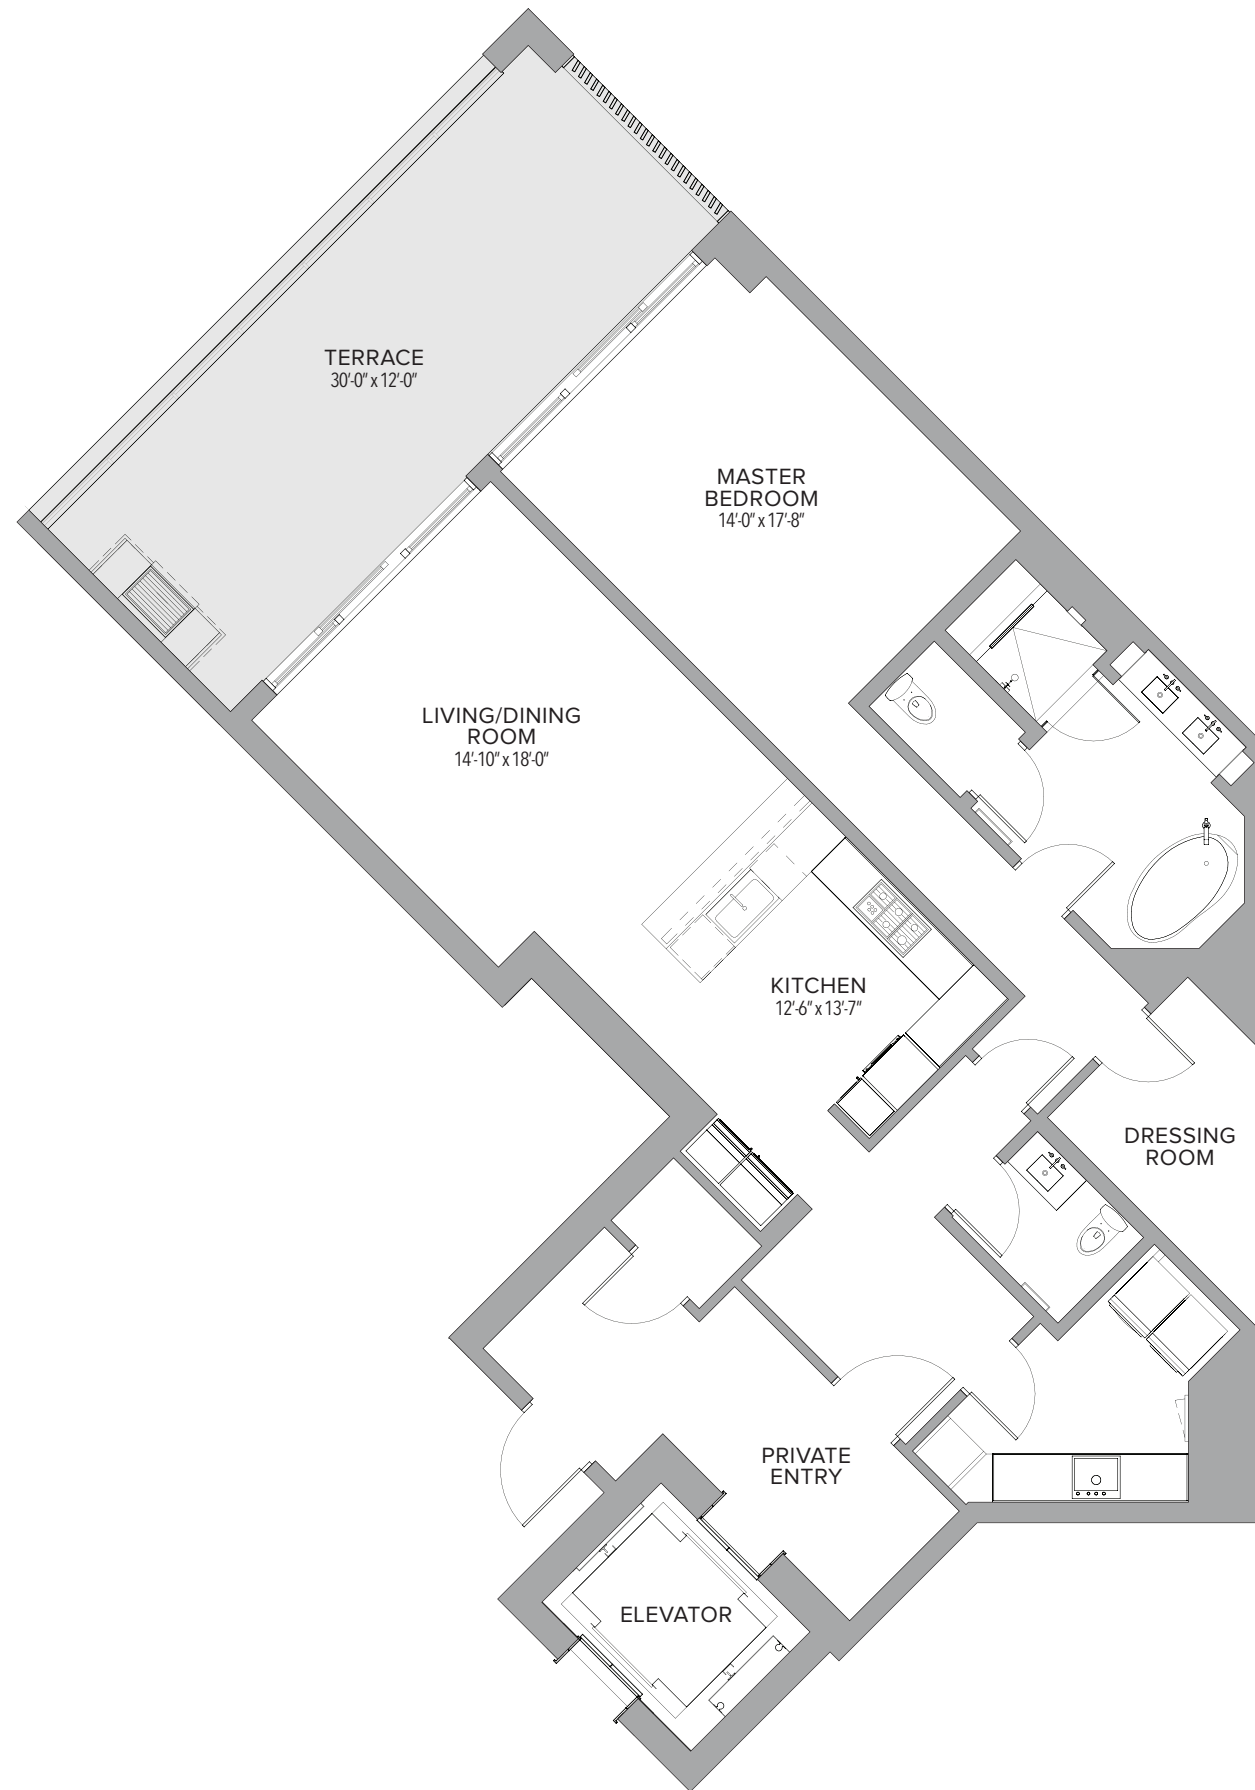 TERRACE
30'-0" x 12'-0"
MASTER
BEDROOM
14'-0" x 17'-8"
LIVING/DINING
ROOM
14'-10" x 18'-0"
KITCHEN
12'-6" x 13'-7"
DRESSING
ROOM
PRIVATE
ENTRY
ELEVATOR